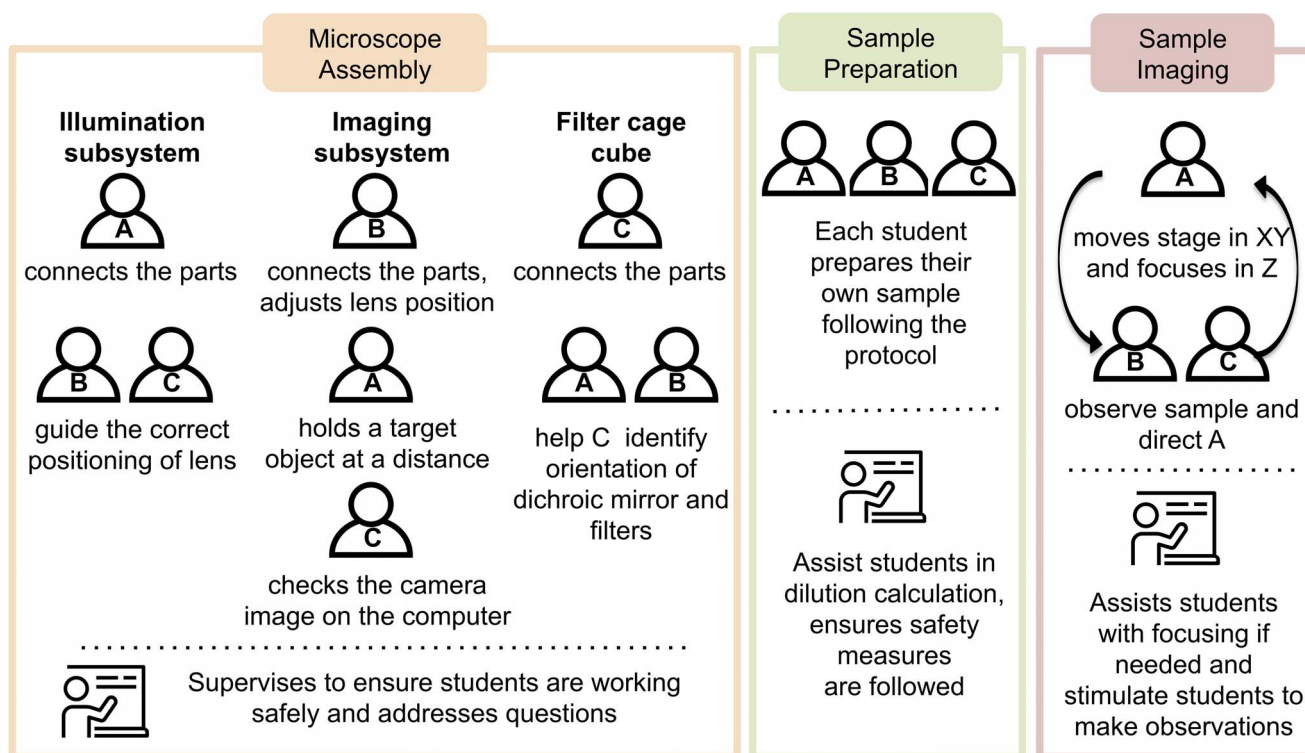 Microscope
Assembly
Illumination
subsystem
A
connects the parts
B
C
guide the correct
positioning of lens
Imaging
subsystem
B
connects the parts,
adjusts lens position
A
holds a target
object at a distance
C
checks the camera
image on the computer
Filter cage
cube
C
connects the parts
A
B
help C identify
orientation of
dichroic mirror and
filters
Supervises to ensure students are working
safely and addresses questions
Sample
Preparation
A
B
C
Each student
prepares their
own sample
following the
protocol
Assist students in
dilution calculation,
ensures safety
measures
are followed
Sample
Imaging
A
moves stage in XY
and focuses in Z
B
C
observe sample and
direct A
Assists students
with focusing if
needed and
stimulate students to
make observations